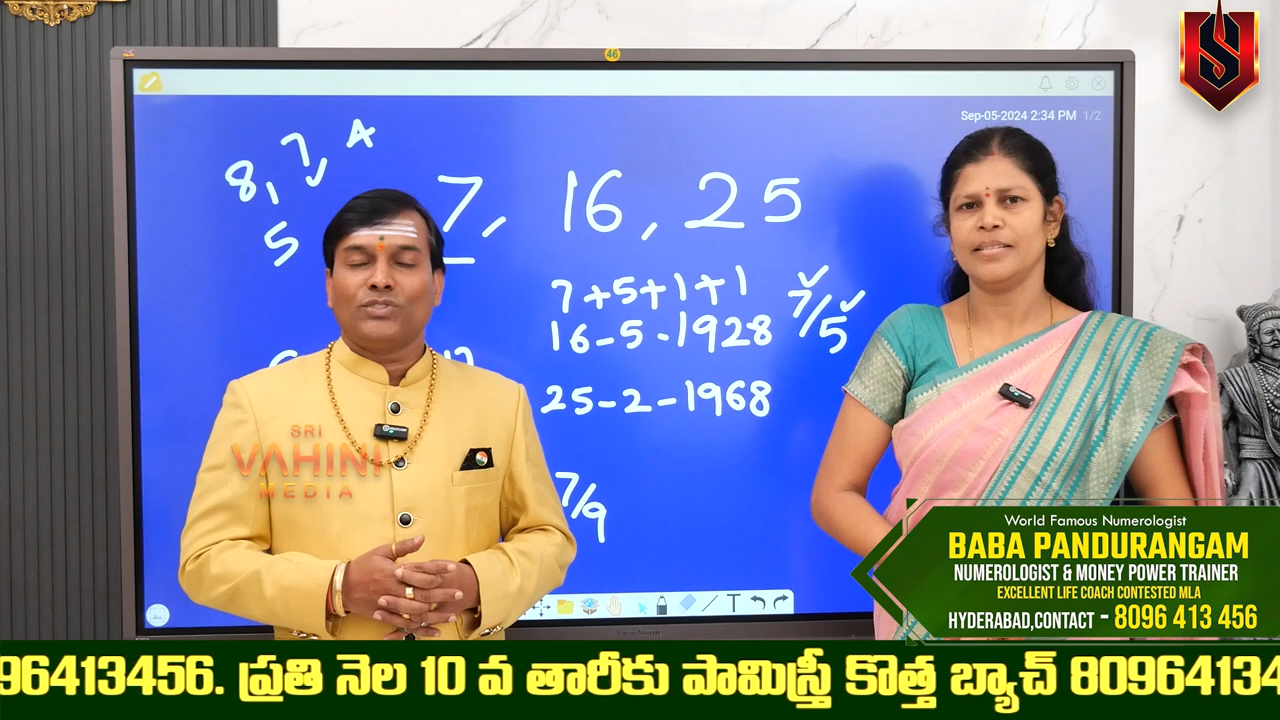 46
Sep-05-2024 2:34 PM 1/2
8, 7, A
5
7, 16, 25
7+5+1+1
16-5-1928 7/5
25-2-1968
7/9
SRI
VAHINI
MEDIA
World Famous Numerologist
BABA PANDURANGAM
NUMEROLOGIST & MONEY POWER TRAINER
EXCELLENT LIFE COACH CONTESTED MLA
HYDERABAD,CONTACT - 8096 413 456
ViewSonic
96413456. ప్రతి నెల 10 వ తారీకు పామిస్ట్రీ కొత్త బ్యాచ్ 80964134